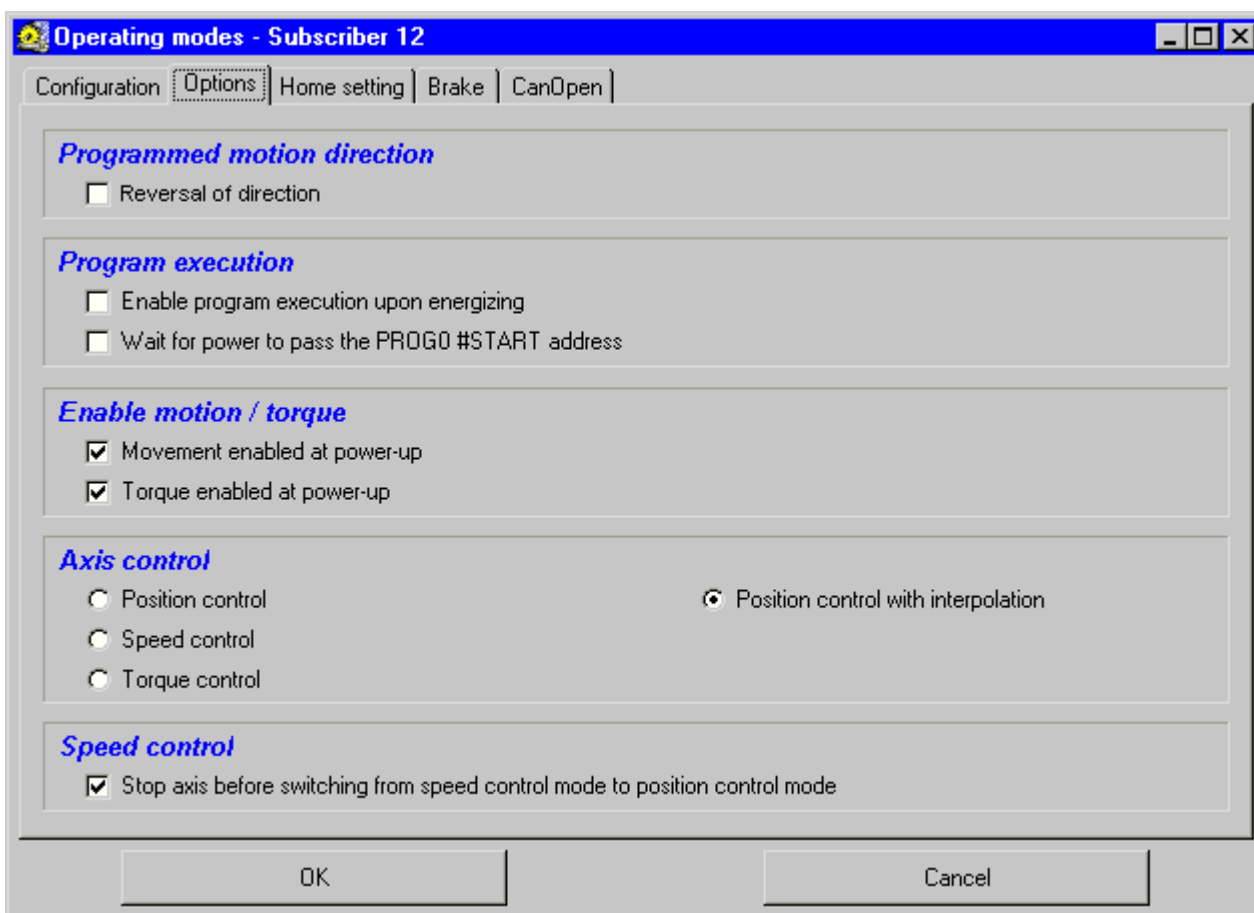 Operating modes - Subscriber 12
Configuration Options Home setting Brake CanOpen
Programmed motion direction
Reversal of direction
Program execution
Enable program execution upon energizing
Wait for power to pass the PROG0 #START address
Enable motion / torque
Movement enabled at power-up
Torque enabled at power-up
Axis control
Position control Position control with interpolation
Speed control
Torque control
Speed control
Stop axis before switching from speed control mode to position control mode
OK Cancel